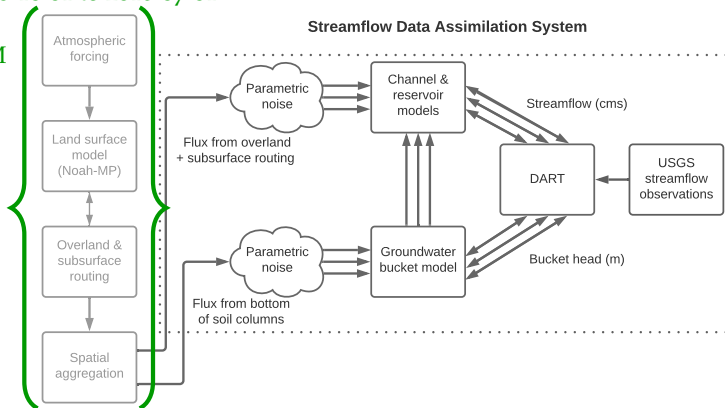 Streamflow Data Assimilation System
Atmospheric
forcing
Land surface
model
(Noah-MP)
Overland &
subsurface
routing
Spatial
aggregation
Parametric
noise
Flux from overland
+ subsurface routing
Parametric
noise
Flux from bottom
of soil columns
Channel &
reservoir
models
Groundwater
bucket model
Streamflow (cms)
DART
Bucket head (m)
USGS
streamflow
observations